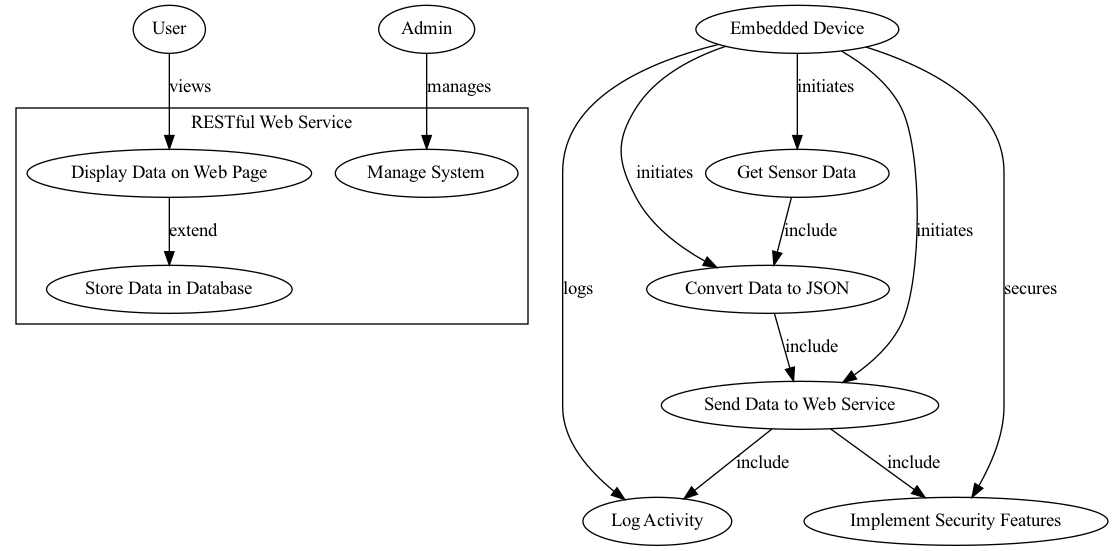 User
Admin
Embedded Device
views
manages
initiates
RESTful Web Service
Display Data on Web Page
Manage System
initiates
Get Sensor Data
extend
include
initiates
Store Data in Database
logs
Convert Data to JSON
secures
include
Send Data to Web Service
include
include
Log Activity
Implement Security Features